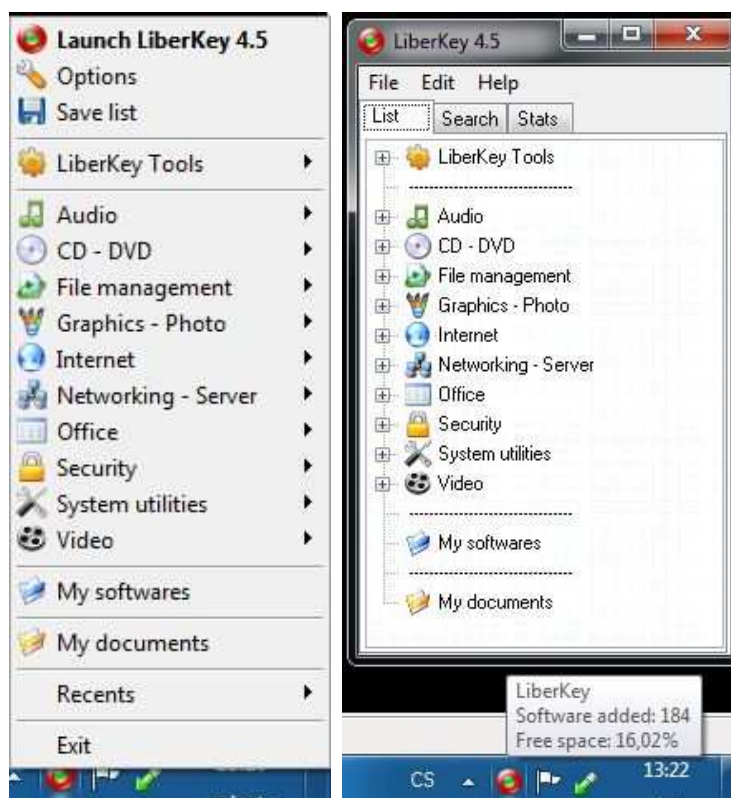 Launch LiberKey 4.5
Options
Save list
LiberKey Tools
Audio
CD - DVD
File management
Graphics - Photo
Internet
Networking - Server
Office
Security
System utilities
Video
My softwares
My documents
Recents
Exit
LiberKey 4.5
File Edit Help
List Search Stats
LiberKey Tools
Audio
CD - DVD
File management
Graphics - Photo
Internet
Networking - Server
Office
Security
System utilities
Video
My softwares
My documents
LiberKey
Software added: 184
Free space: 16,02%
CS 13:22